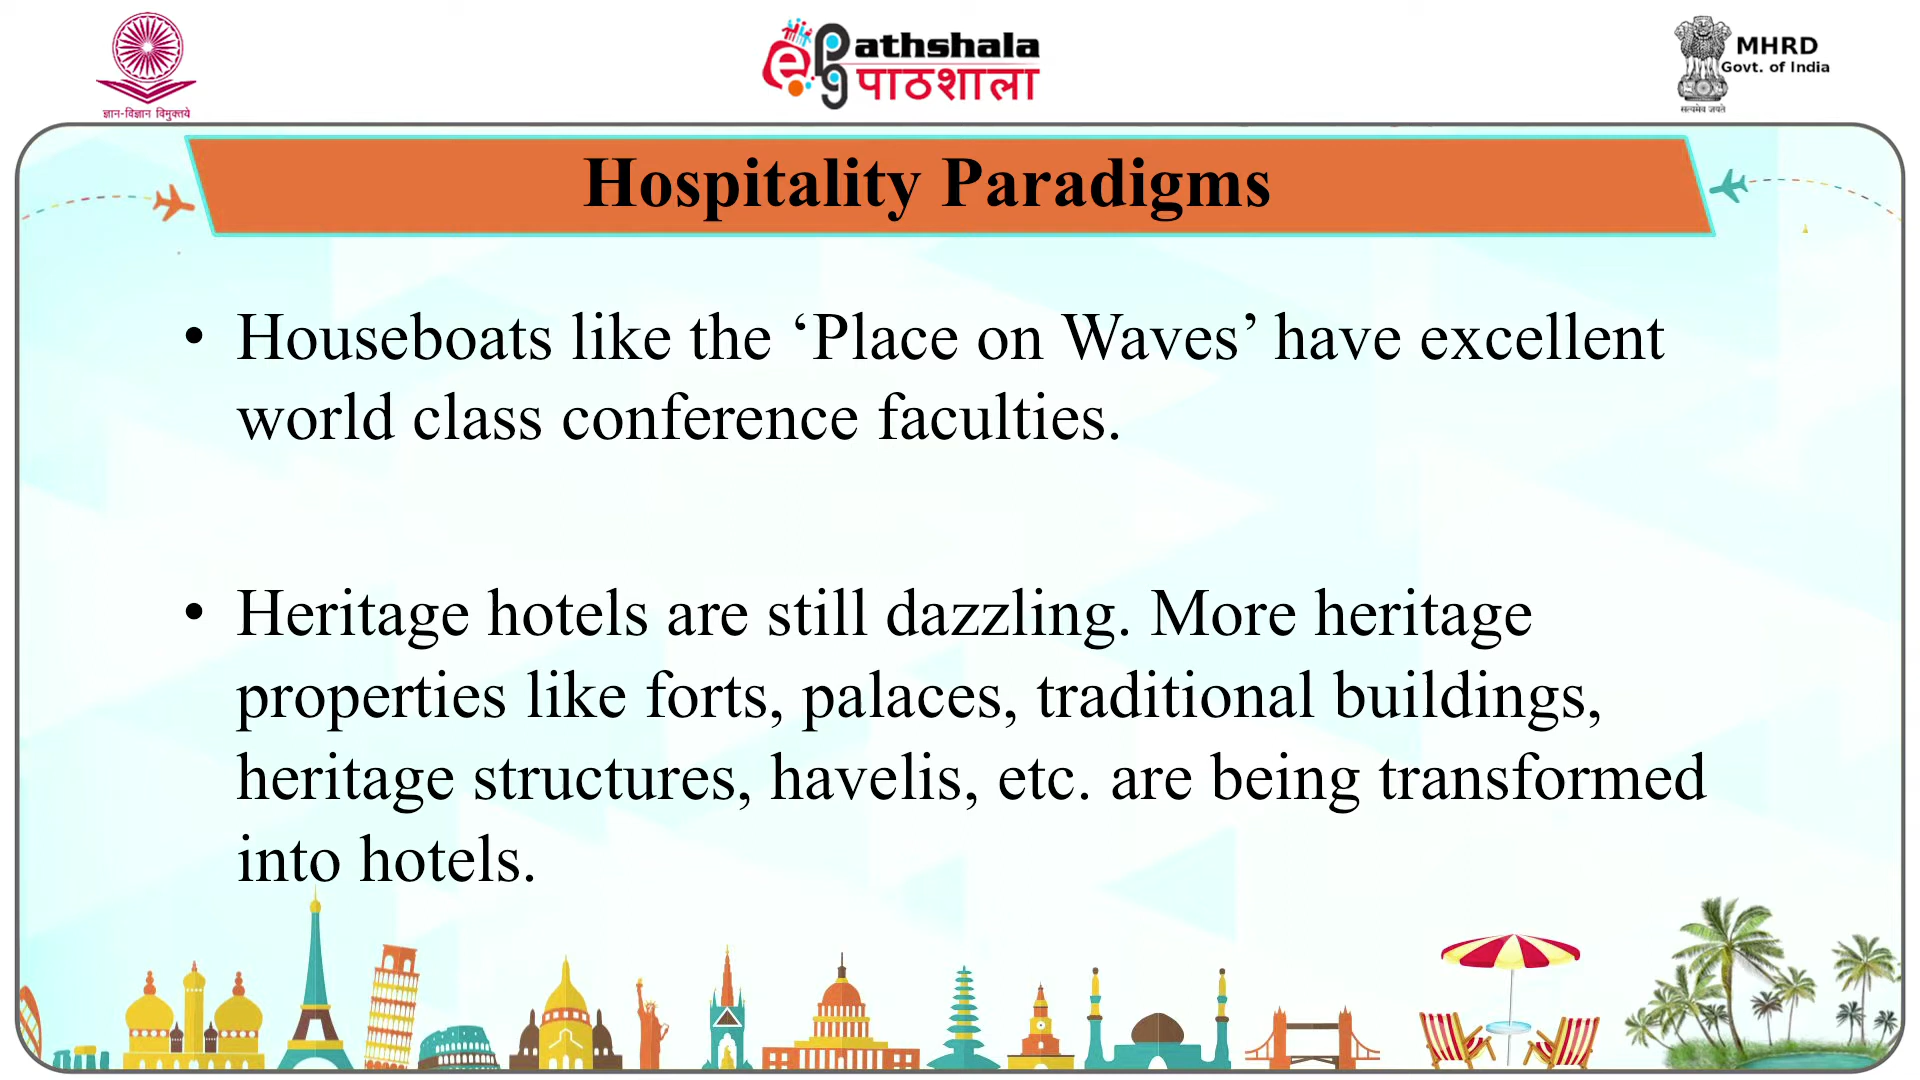 ज्ञान-विज्ञान विमुक्तये
ePG athshala
पाठशाला
MHRD
Govt. of India
सत्यमेव जयते
Hospitality Paradigms
• Houseboats like the ‘Place on Waves’ have excellent
world class conference faculties.
• Heritage hotels are still dazzling. More heritage
properties like forts, palaces, traditional buildings,
heritage structures, havelis, etc. are being transformed
into hotels.